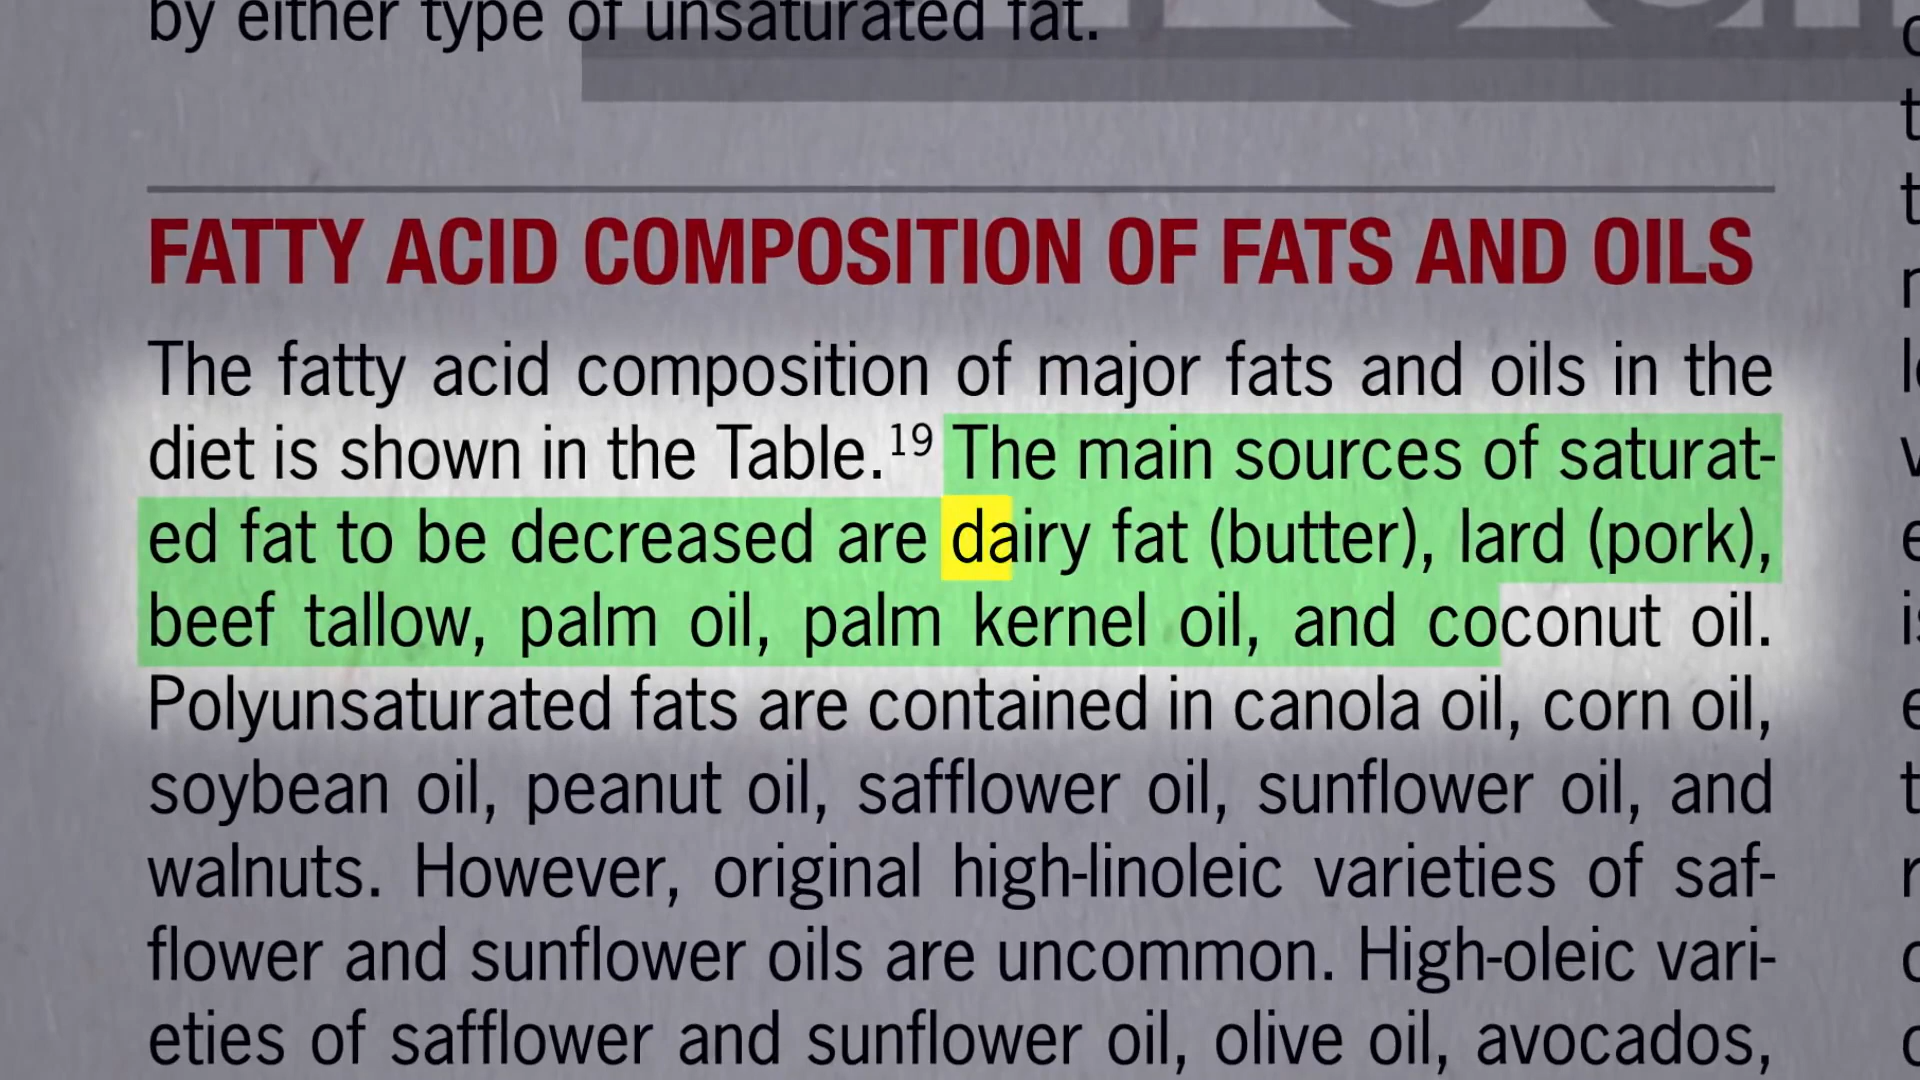 by either type of unsaturated fat.
FATTY ACID COMPOSITION OF FATS AND OILS
The fatty acid composition of major fats and oils in the
diet is shown in the Table.19 The main sources of saturat-
ed fat to be decreased are dairy fat (butter), lard (pork),
beef tallow, palm oil, palm kernel oil, and coconut oil.
Polyunsaturated fats are contained in canola oil, corn oil,
soybean oil, peanut oil, safflower oil, sunflower oil, and
walnuts. However, original high-linoleic varieties of saf-
flower and sunflower oils are uncommon. High-oleic vari-
eties of safflower and sunflower oil, olive oil, avocados,